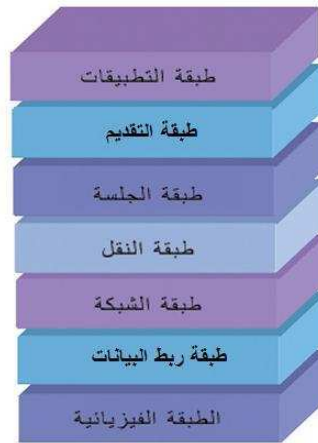 طبقة التطبيقات
طبقة التقديم
طبقة الجلسة
طبقة النقل
طبقة الشبكة
طبقة ربط البيانات
الطبقة الفيزيائية